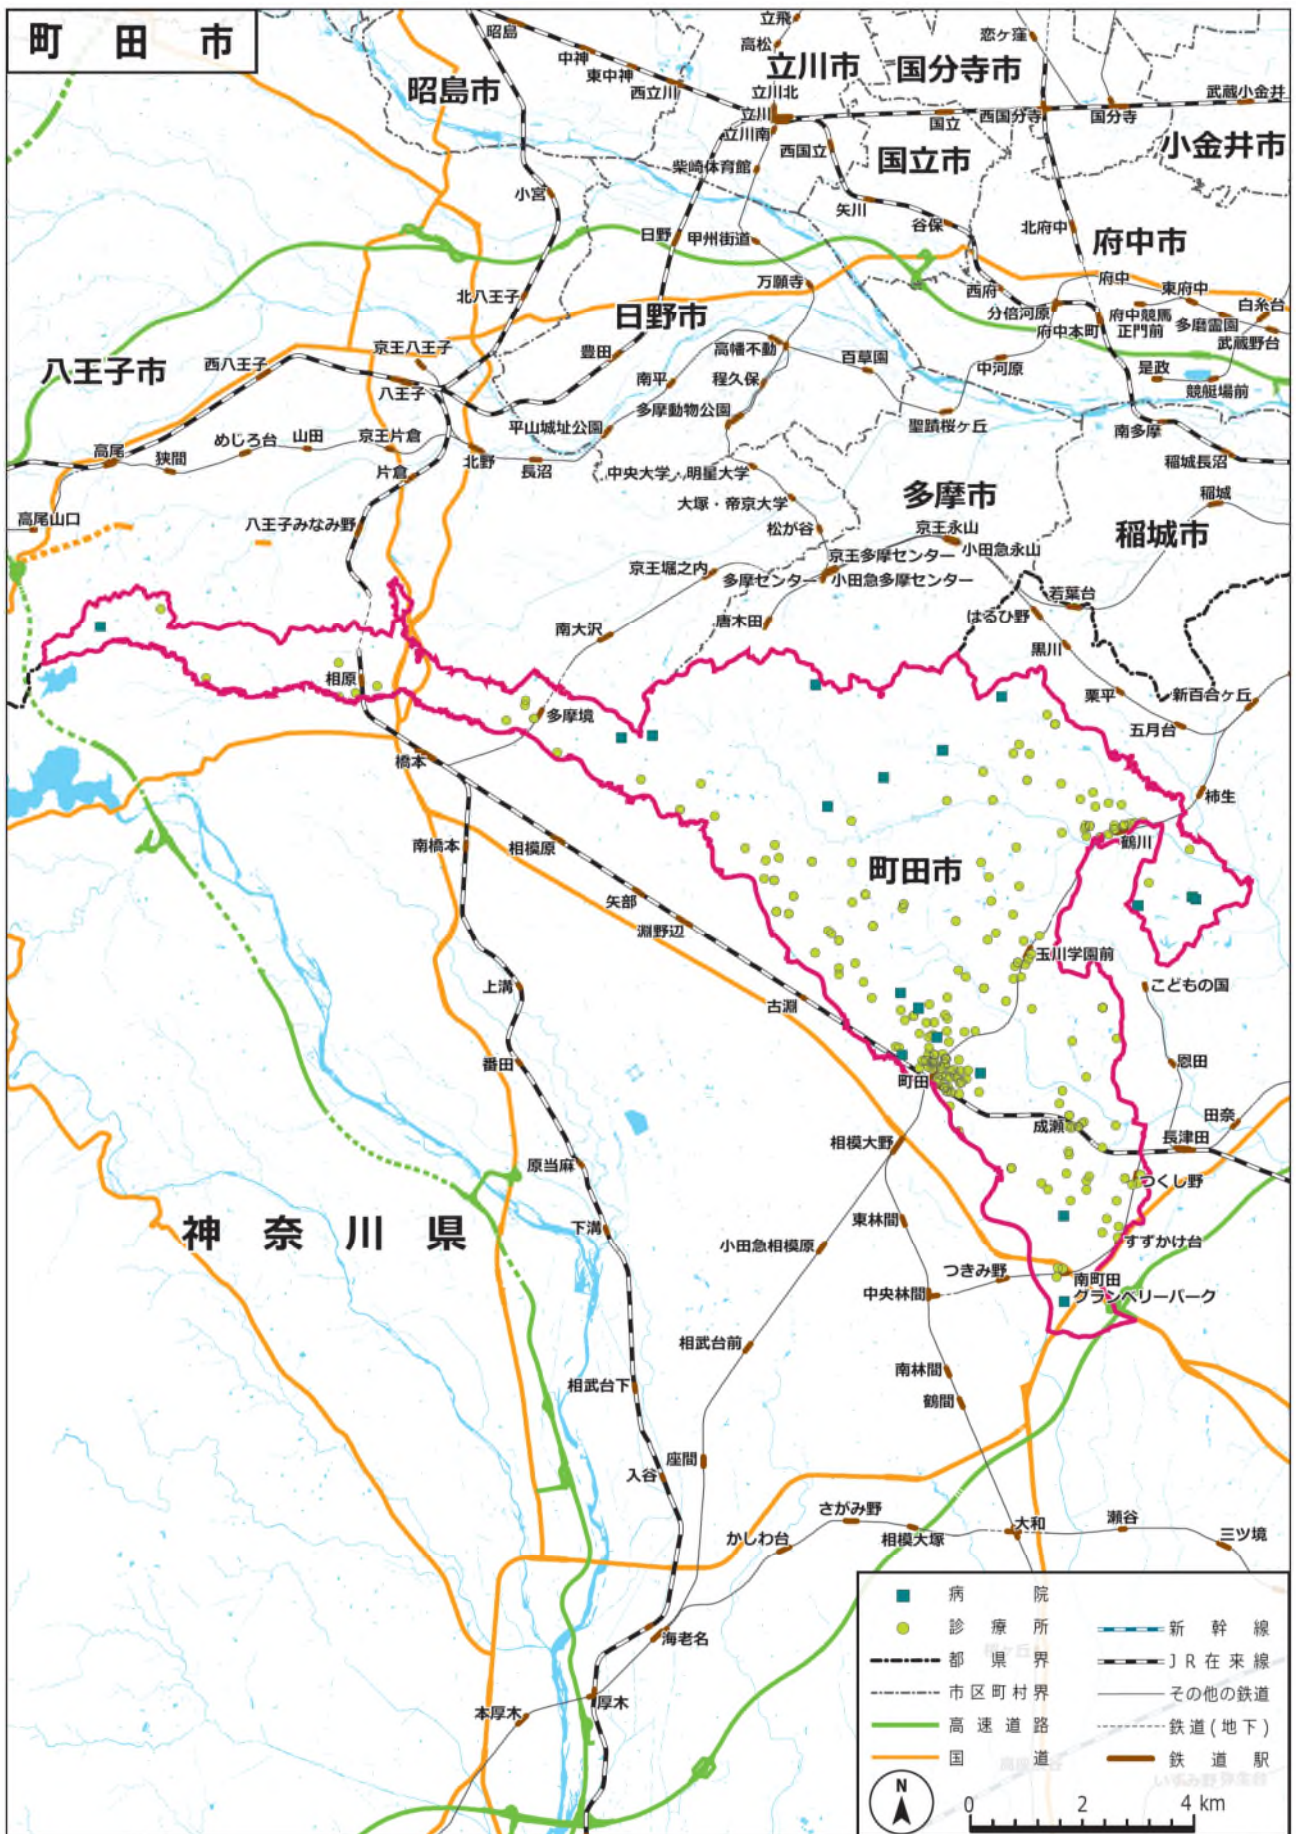 町田市
立飛
恋ヶ窪
昭島
高松
中神
東中神
立川市
国分寺市
昭島市
西立川
立川北
武蔵小金井
立川
国立
西国分寺
国分寺
立川南
西国立
国立市
小金井市
柴崎体育館
小宮
矢川
谷保
北府中
日野
甲州街道
府中市
万願寺
府中
東府中
西府
北八王子
白糸台
分倍河原
府中競馬
正門前
日野市
府中本町
多磨霊園
武蔵野台
京王八王子
豊田
高幡不動
百草園
中河原
是政
西八王子
八王子市
八王子
南平
程久保
競艇場前
多摩動物公園
平山城址公園
聖蹟桜ヶ丘
南多摩
めじろ台
山田
京王片倉
高尾
狭間
北野
長沼
稲城長沼
片倉
中央大学・明星大学
多摩市
稲城
大塚・帝京大学
高尾山口
八王子みなみ野
松が谷
京王永山
稲城市
小田急永山
京王多摩センター
京王堀之内
多摩センター
小田急多摩センター
若葉台
はるひ野
唐木田
南大沢
黒川
相原
栗平
新百合ヶ丘
多摩境
五月台
橋本
柿生
南橋本
相模原
鶴川
町田市
矢部
淵野辺
玉川学園前
上溝
こどもの国
古淵
番田
恩田
町田
成瀬
田奈
相模大野
長津田
原当麻
つくし野
神奈川県
下溝
東林間
小田急相模原
すずかけ台
つきみ野
南町田
グランベリーパーク
中央林間
相武台前
南林間
相武台下
鶴間
座間
入谷
さがみ野
大和
瀬谷
かしわ台
相模大塚
三ツ境
海老名
厚木
本厚木
病院
診療所
新幹線
都県界
JR在来線
市区町村界
その他の鉄道
高速道路
鉄道(地下)
国道
鉄道駅
いずみ野
弥生台
N
0 2 4 km